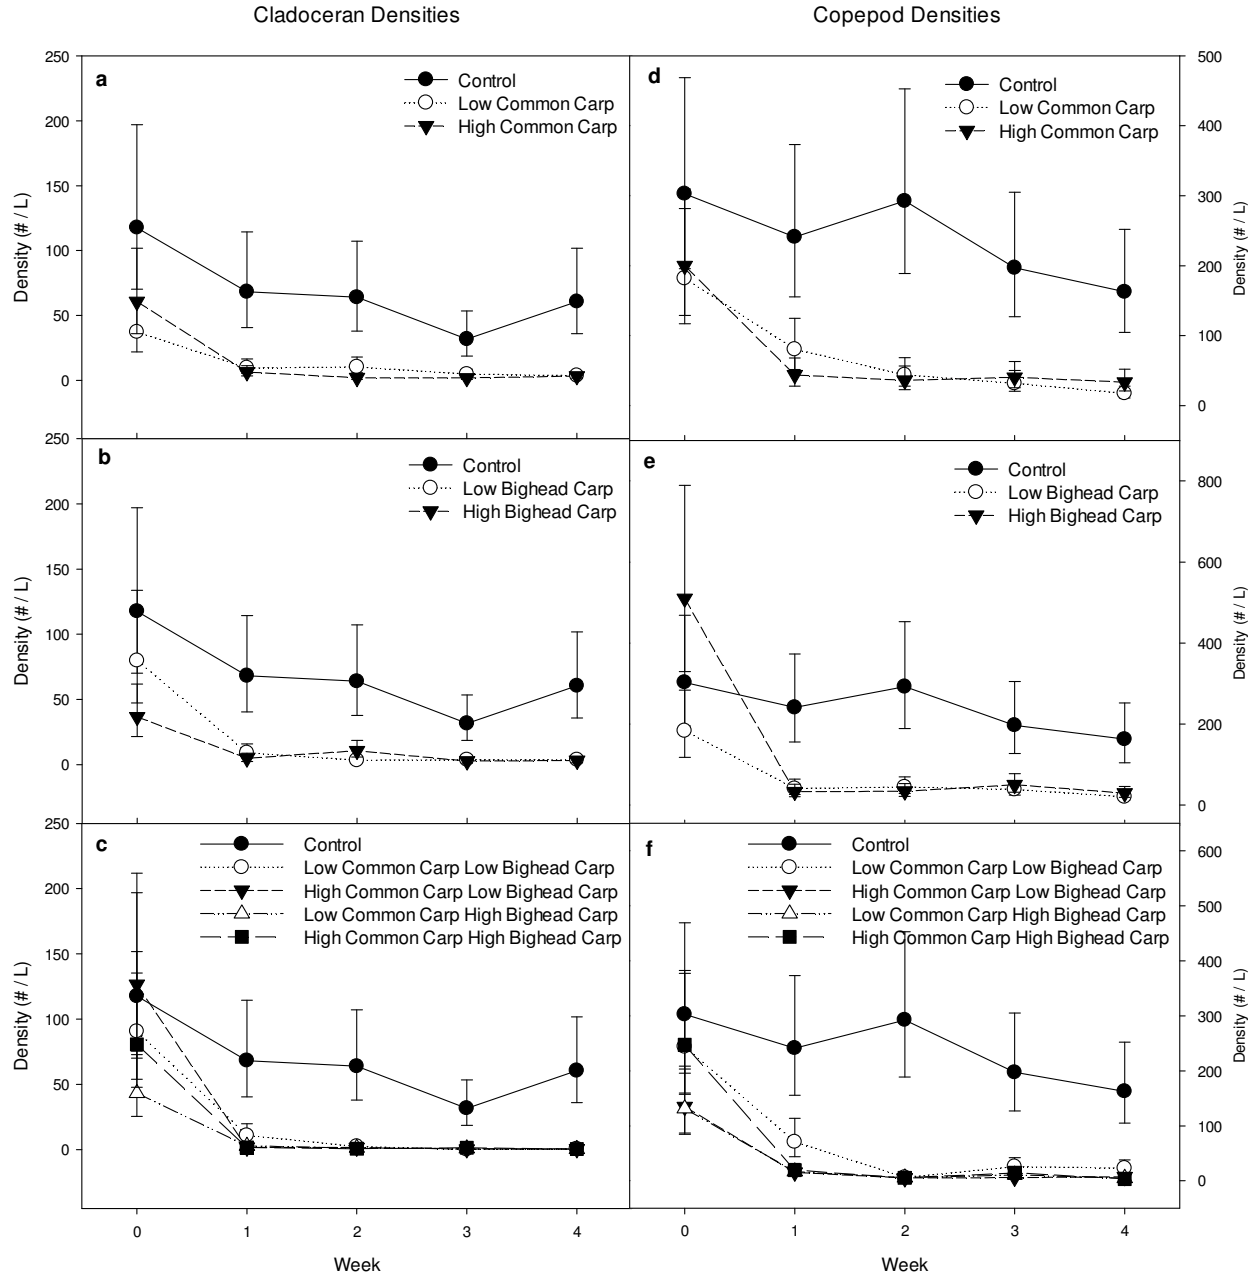 Cladoceran Densities
Copepod Densities
a
Control
Low Common Carp
High Common Carp
250
200
150
100
50
0
Density (# / L)
d
Control
Low Common Carp
High Common Carp
500
400
300
200
100
0
Density (# / L)
b
Control
Low Bighead Carp
High Bighead Carp
250
200
150
100
50
0
Density (# / L)
e
Control
Low Bighead Carp
High Bighead Carp
800
600
400
200
0
Density (# / L)
c
Control
Low Common Carp Low Bighead Carp
High Common Carp Low Bighead Carp
Low Common Carp High Bighead Carp
High Common Carp High Bighead Carp
250
200
150
100
50
0
Density (# / L)
0 1 2 3 4
Week
f
Control
Low Common Carp Low Bighead Carp
High Common Carp Low Bighead Carp
Low Common Carp High Bighead Carp
High Common Carp High Bighead Carp
600
500
400
300
200
100
0
Density (# / L)
0 1 2 3 4
Week